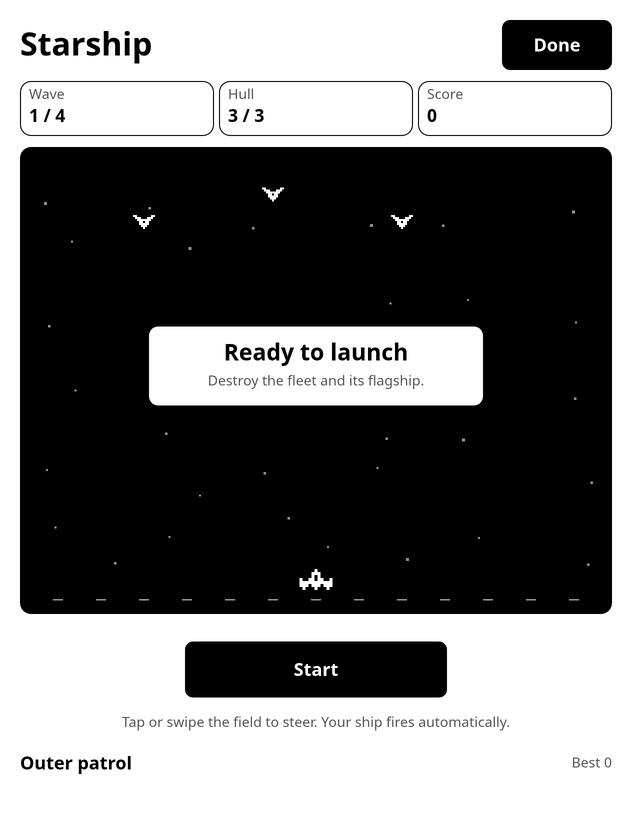 Starship
Done
Wave
1 / 4
Hull
3 / 3
Score
0
Ready to launch
Destroy the fleet and its flagship.
Start
Tap or swipe the field to steer. Your ship fires automatically.
Outer patrol
Best 0